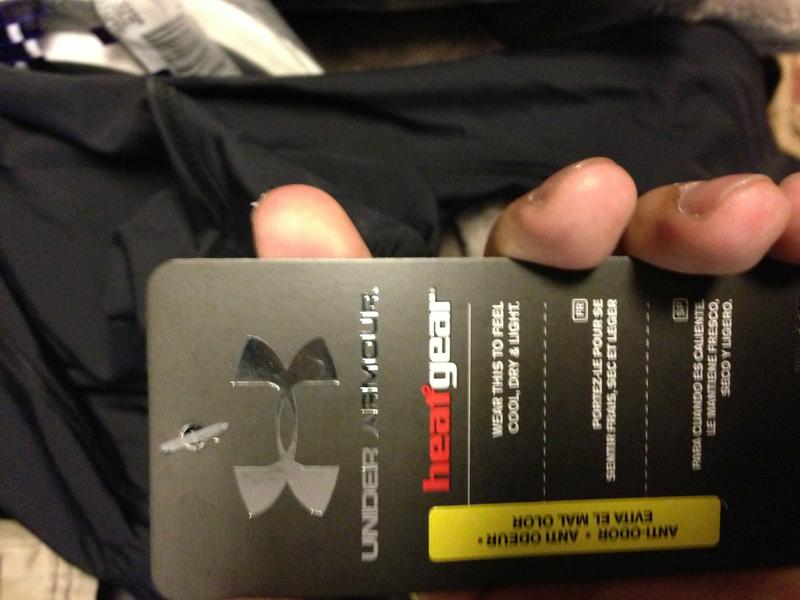 UNDER ARMOUR.
heatgear®
WEAR THIS TO FEEL
COOL, DRY & LIGHT.
FR
PORTEZ-LE POUR SE
SENTIR FRAIS, SEC ET LEGER
SP
PARA CUANDO ES CALIENTE.
LE MANTIENE FRESCO,
SECO Y LIGERO.
ANTI-ODOR • ANTI ODEUR •
EVITA EL MAL OLOR